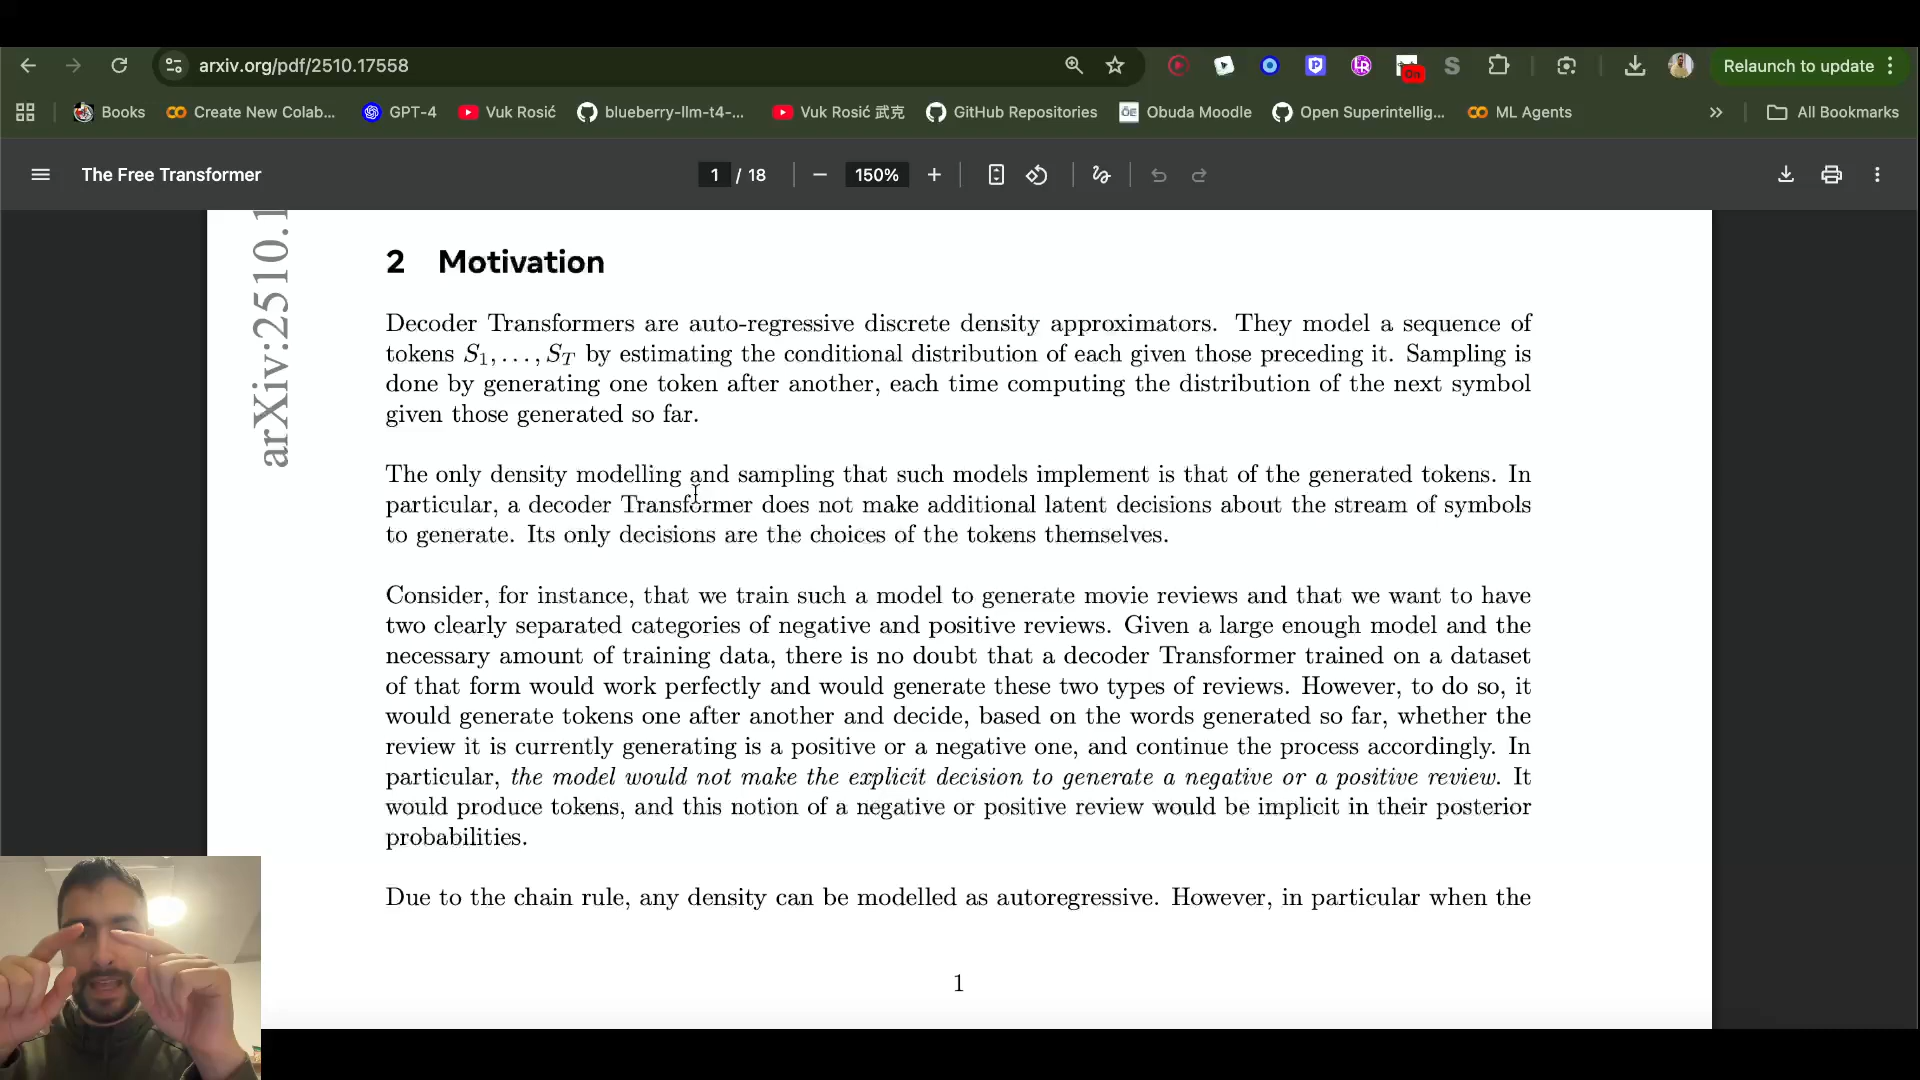 arxiv.org/pdf/2510.17558
On
Relaunch to update
Books
Create New Colab...
GPT-4
Vuk Rosić
blueberry-llm-t4-...
Vuk Rosić 武克
GitHub Repositories
Obuda Moodle
Open Superintellig...
ML Agents
All Bookmarks
The Free Transformer
1 / 18
150%
arXiv:2510.1
2 Motivation
Decoder Transformers are auto-regressive discrete density approximators. They model a sequence of
tokens S1, . . . , ST by estimating the conditional distribution of each given those preceding it. Sampling is
done by generating one token after another, each time computing the distribution of the next symbol
given those generated so far.
The only density modelling and sampling that such models implement is that of the generated tokens. In
particular, a decoder Transformer does not make additional latent decisions about the stream of symbols
to generate. Its only decisions are the choices of the tokens themselves.
Consider, for instance, that we train such a model to generate movie reviews and that we want to have
two clearly separated categories of negative and positive reviews. Given a large enough model and the
necessary amount of training data, there is no doubt that a decoder Transformer trained on a dataset
of that form would work perfectly and would generate these two types of reviews. However, to do so, it
would generate tokens one after another and decide, based on the words generated so far, whether the
review it is currently generating is a positive or a negative one, and continue the process accordingly. In
particular, the model would not make the explicit decision to generate a negative or a positive review. It
would produce tokens, and this notion of a negative or positive review would be implicit in their posterior
probabilities.
Due to the chain rule, any density can be modelled as autoregressive. However, in particular when the
1